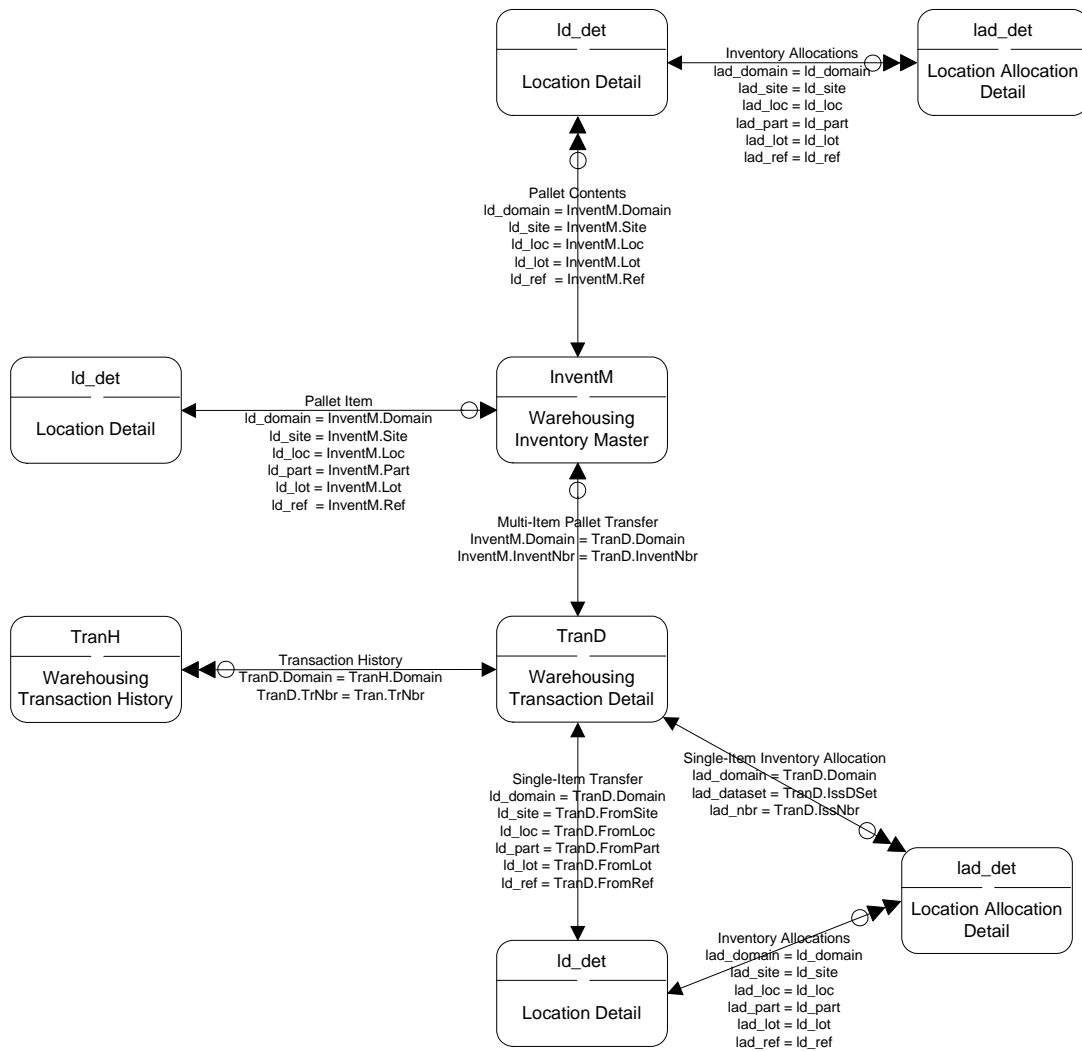 ld_det
Location Detail
Inventory Allocations
lad_domain = ld_domain
lad_site = ld_site
lad_loc = ld_loc
lad_part = ld_part
lad_lot = ld_lot
lad_ref = ld_ref
lad_det
Location Allocation
Detail
Pallet Contents
ld_domain = InventM.Domain
ld_site = InventM.Site
ld_loc = InventM.Loc
ld_lot = InventM.Lot
ld_ref  = InventM.Ref
ld_det
Location Detail
Pallet Item
ld_domain = InventM.Domain
ld_site = InventM.Site
ld_loc = InventM.Loc
ld_part = InventM.Part
ld_lot = InventM.Lot
ld_ref  = InventM.Ref
InventM
Warehousing
Inventory Master
Multi-Item Pallet Transfer
InventM.Domain = TranD.Domain
InventM.InventNbr = TranD.InventNbr
TranH
Warehousing
Transaction History
Transaction History
TranD.Domain = TranH.Domain
TranD.TrNbr = Tran.TrNbr
TranD
Warehousing
Transaction Detail
Single-Item Transfer
ld_domain = TranD.Domain
ld_site = TranD.FromSite
ld_loc = TranD.FromLoc
ld_part = TranD.FromPart
ld_lot = TranD.FromLot
ld_ref = TranD.FromRef
Single-Item Inventory Allocation
lad_domain = TranD.Domain
lad_dataset = TranD.IssDSet
lad_nbr = TranD.IssNbr
lad_det
Location Allocation
Detail
ld_det
Location Detail
Inventory Allocations
lad_domain = ld_domain
lad_site = ld_site
lad_loc = ld_loc
lad_part = ld_part
lad_lot = ld_lot
lad_ref = ld_ref